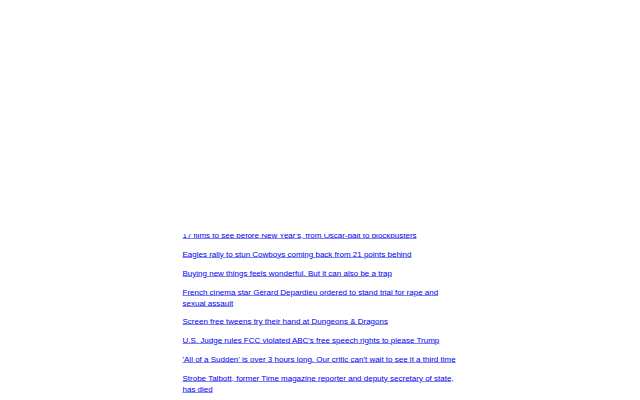 17 films to see before New Year's, from Oscar-bait to blockbusters
Eagles rally to stun Cowboys coming back from 21 points behind
Buying new things feels wonderful. But it can also be a trap
French cinema star Gérard Depardieu ordered to stand trial for rape and
sexual assault
Screen free tweens try their hand at Dungeons & Dragons
U.S. Judge rules FCC violated ABC's free speech rights to please Trump
'All of a Sudden' is over 3 hours long. Our critic can't wait to see it a third time
Strobe Talbott, former Time magazine reporter and deputy secretary of state,
has died